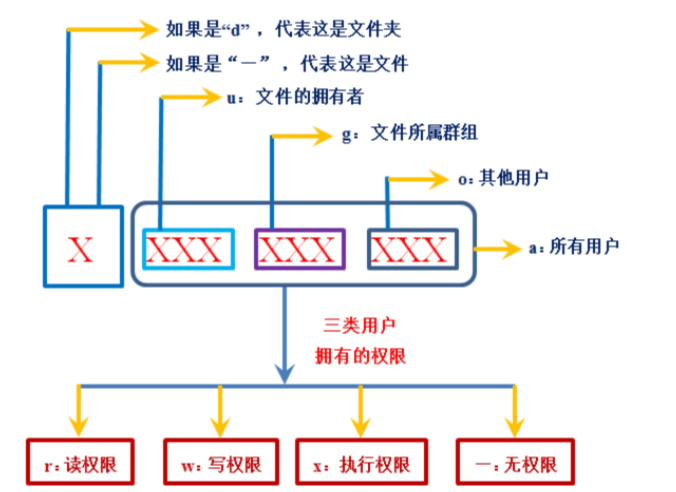 如果是“d”，代表这是文件夹
如果是“－”，代表这是文件
u：文件的拥有者
g：文件所属群组
o：其他用户
X
XXX
XXX
XXX
a：所有用户
三类用户
拥有的权限
r：读权限
w：写权限
x：执行权限
－：无权限